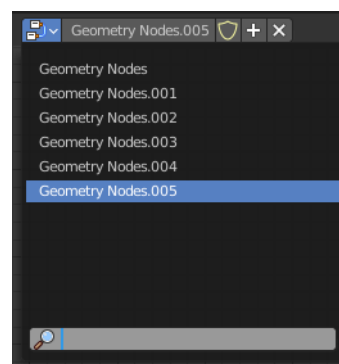 Geometry Nodes.005
Geometry Nodes
Geometry Nodes.001
Geometry Nodes.002
Geometry Nodes.003
Geometry Nodes.004
Geometry Nodes.005